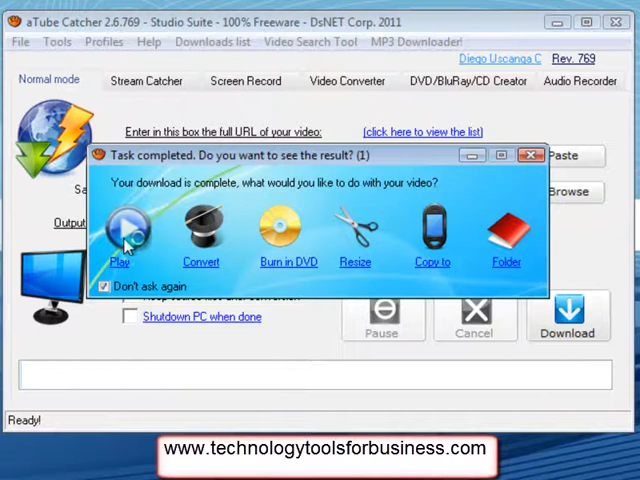 aTube Catcher 2.6.769 - Studio Suite - 100% Freeware - DsNET Corp. 2011
File Tools Profiles Help Downloads list Video Search Tool MP3 Downloader!
Diego Uscanga C Rev. 769
Normal mode Stream Catcher Screen Record Video Converter DVD/BluRay/CD Creator Audio Recorder
Enter in this box the full URL of your video: (click here to view the list)
Task completed. Do you want to see the result? (1)
Paste
Your download is complete, what would you like to do with your video?
Browse
Output
Play Convert Burn in DVD Resize Copy to Folder
Don't ask again
Shutdown PC when done
Pause Cancel Download
Ready!
www.technologytoolsforbusiness.com